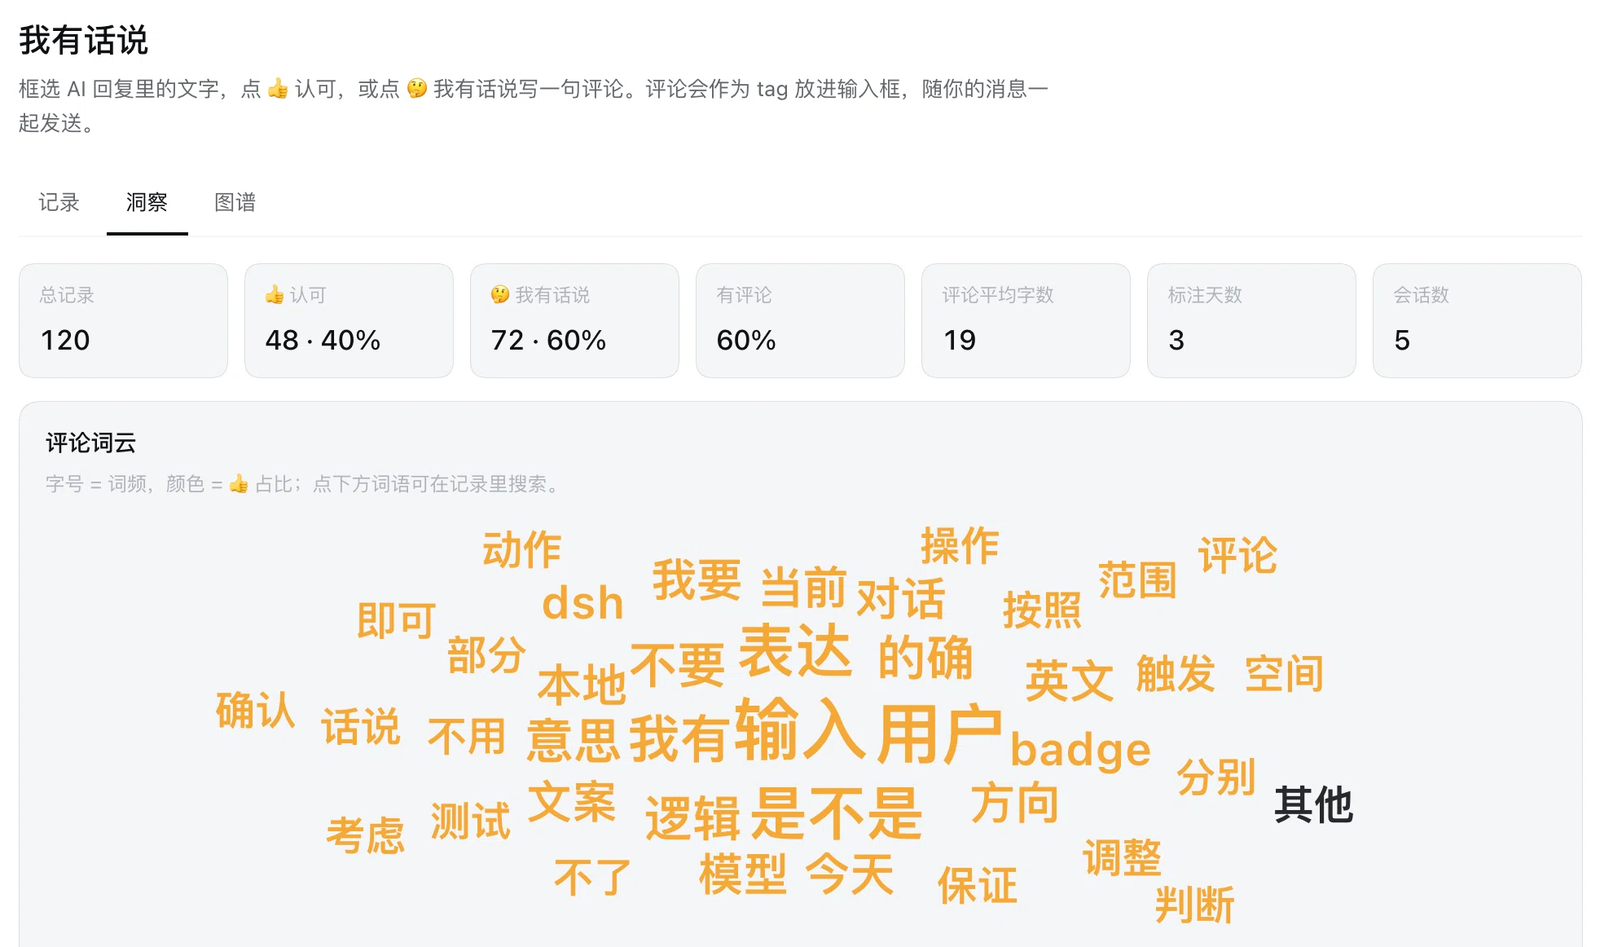 我有话说
框选 AI 回复里的文字，点 👍 认可，或点 🤔 我有话说写一句评论。评论会作为 tag 放进输入框，随你的消息一
起发送。
记录 洞察 图谱
总记录 👍 认可 🤔 我有话说 有评论 评论平均字数 标注天数 会话数
120 48 · 40% 72 · 60% 60% 19 3 5
评论词云
字号 = 词频，颜色 = 👍 占比；点下方词语可在记录里搜索。
动作 操作 评论
我要 当前 对话 范围
即可 dsh 按照
部分 不要 表达 的确
本地 英文 触发 空间
确认 话说 不用 意思 我有 输入 用户 badge
分别 其他
考虑 测试 文案 逻辑 是不是 方向
不了 模型 今天 保证 调整
判断